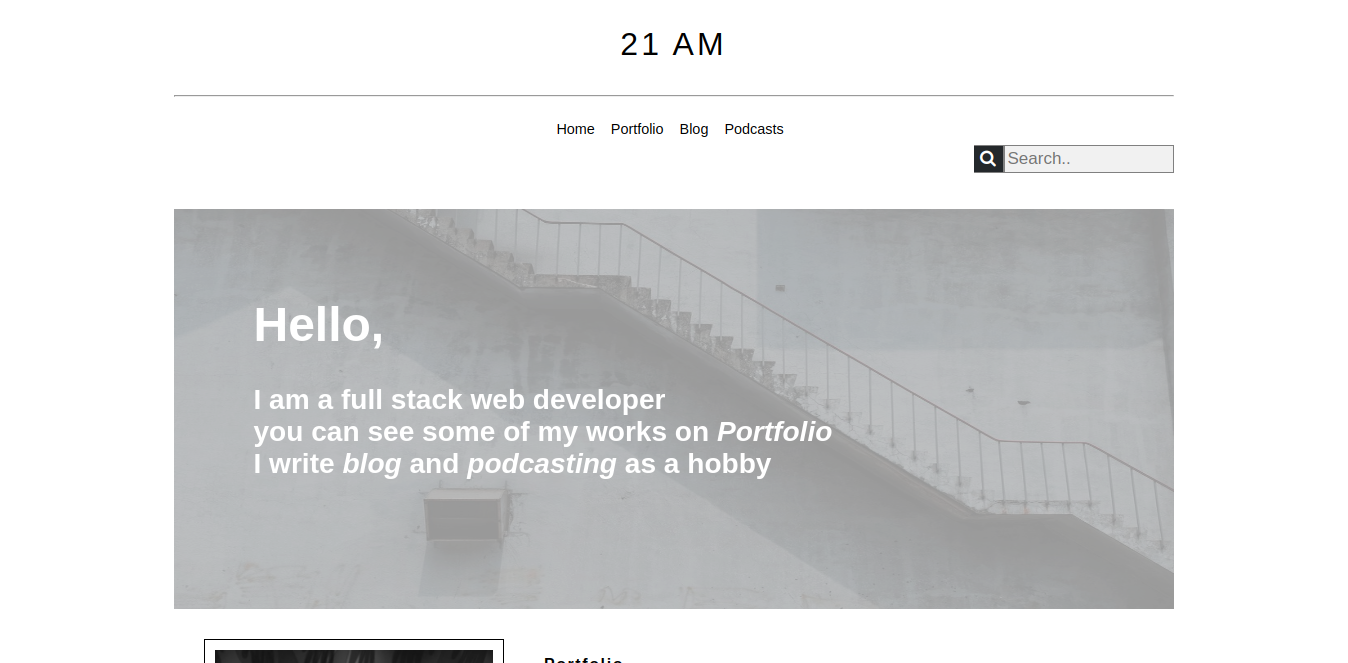 21 AM
Home Portfolio Blog Podcasts
Search..
Hello,
I am a full stack web developer
you can see some of my works on Portfolio
I write blog and podcasting as a hobby
Portfolio